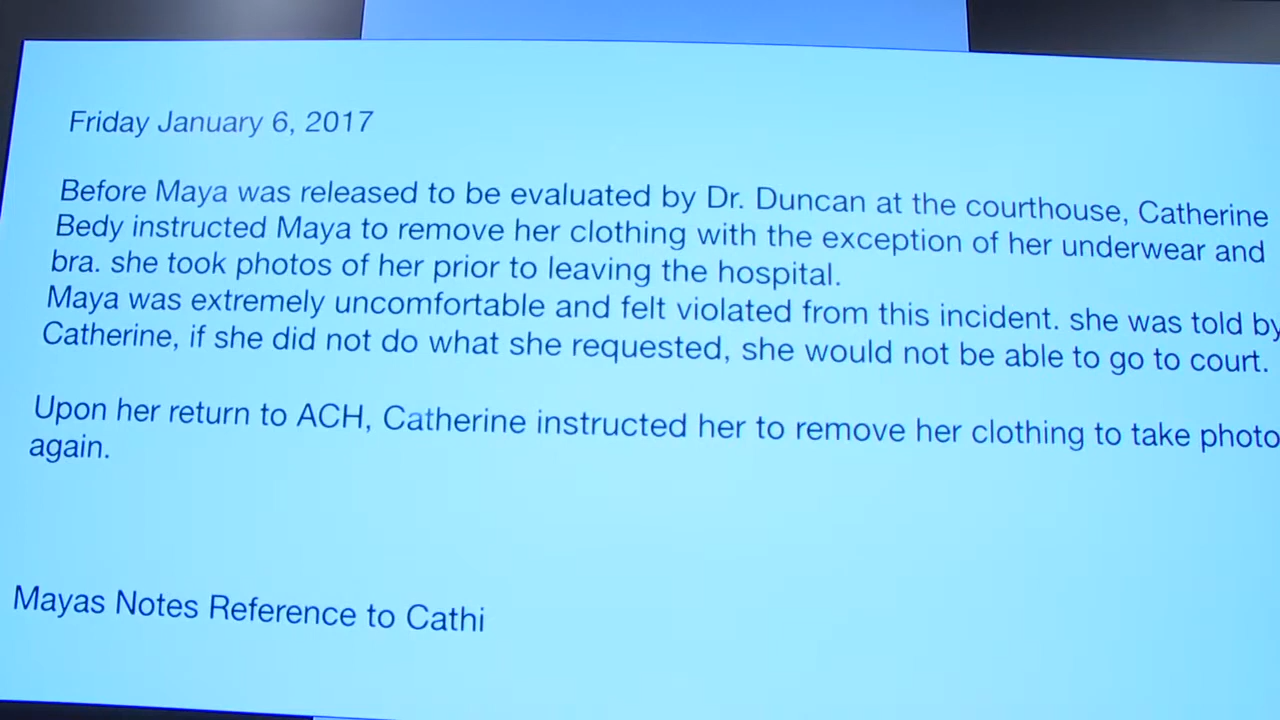 Friday January 6, 2017
Before Maya was released to be evaluated by Dr. Duncan at the courthouse, Catherine
Bedy instructed Maya to remove her clothing with the exception of her underwear and
bra. she took photos of her prior to leaving the hospital.
Maya was extremely uncomfortable and felt violated from this incident. she was told by
Catherine, if she did not do what she requested, she would not be able to go to court.
Upon her return to ACH, Catherine instructed her to remove her clothing to take photo
again.
Mayas Notes Reference to Cathi